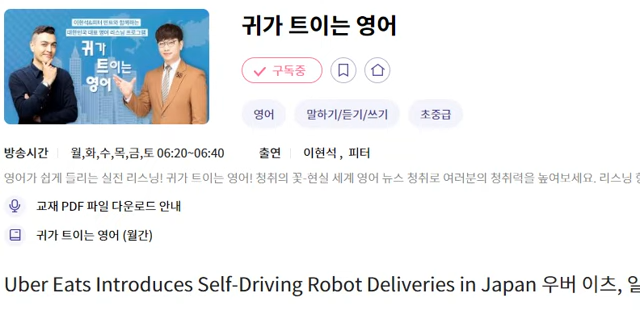 이현석&피터 빈트와 함께하는
대한민국 대표 영어 리스닝 프로그램
귀가
트이는
영어
귀가 트이는 영어
구독중
영어
말하기/듣기/쓰기
초중급
방송시간 월,화,수,목,금,토 06:20~06:40 출연 이현석 , 피터
영어가 쉽게 들리는 실전 리스닝! 귀가 트이는 영어! 청취의 꽃-현실 세계 영어 뉴스 청취로 여러분의 청취력을 높여보세요. 리스닝
교재 PDF 파일 다운로드 안내
귀가 트이는 영어 (월간)
Uber Eats Introduces Self-Driving Robot Deliveries in Japan 우버 이츠,